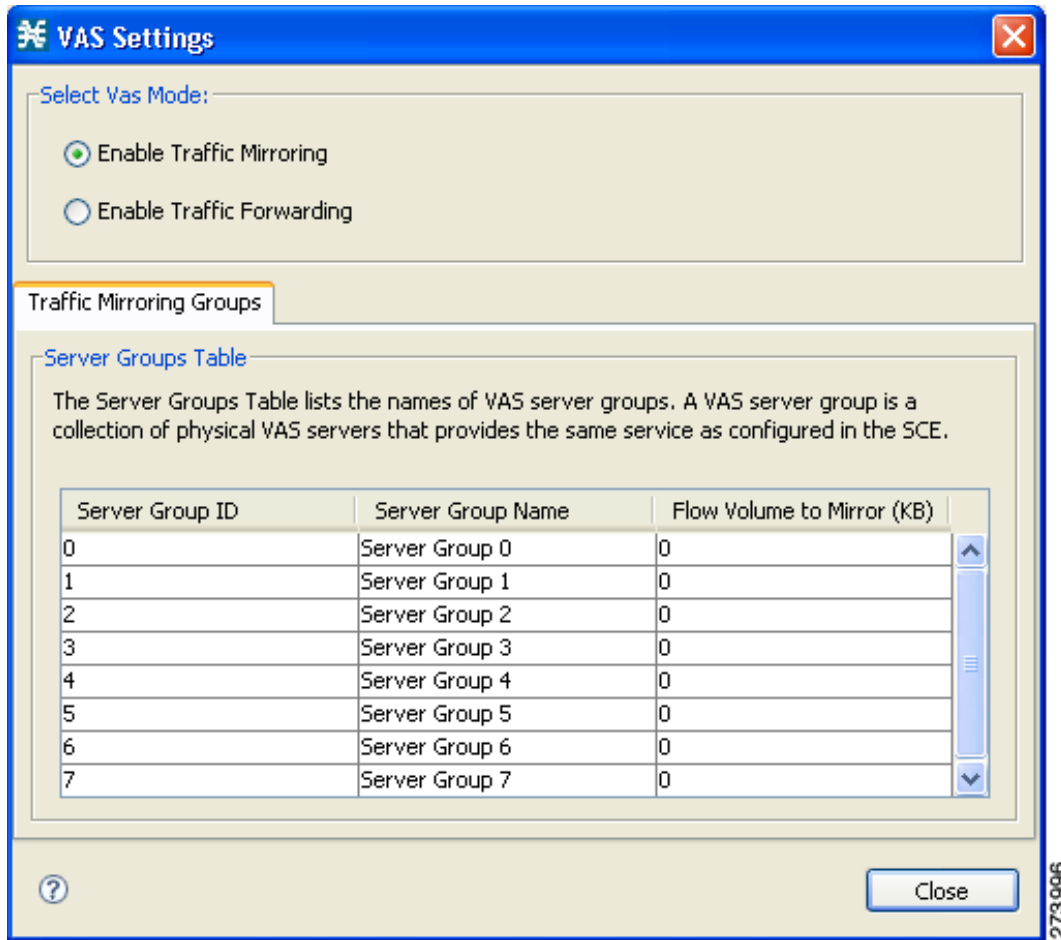 VAS Settings
Select Vas Mode:
Enable Traffic Mirroring
Enable Traffic Forwarding
Traffic Mirroring Groups
Server Groups Table
The Server Groups Table lists the names of VAS server groups. A VAS server group is a
collection of physical VAS servers that provides the same service as configured in the SCE.
Server Group ID Server Group Name Flow Volume to Mirror (KB)
0 Server Group 0 0
1 Server Group 1 0
2 Server Group 2 0
3 Server Group 3 0
4 Server Group 4 0
5 Server Group 5 0
6 Server Group 6 0
7 Server Group 7 0
? Close
273996